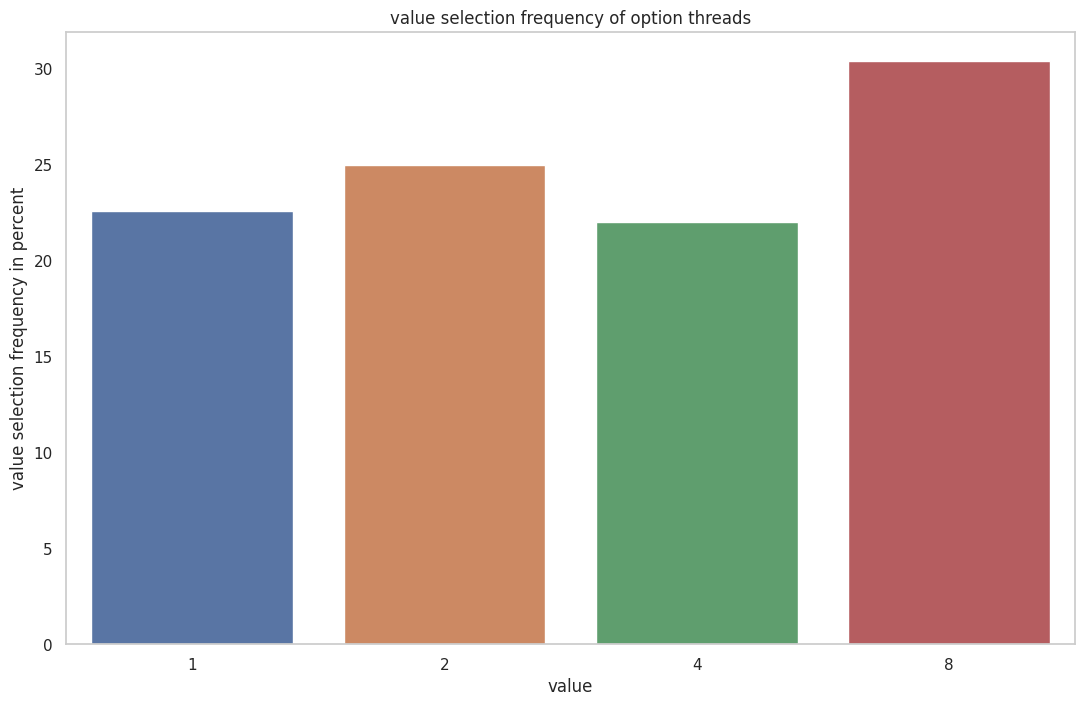 value selection frequency of option threads
value selection frequency in percent
30
25
20
15
10
5
0
1 2 4 8
value